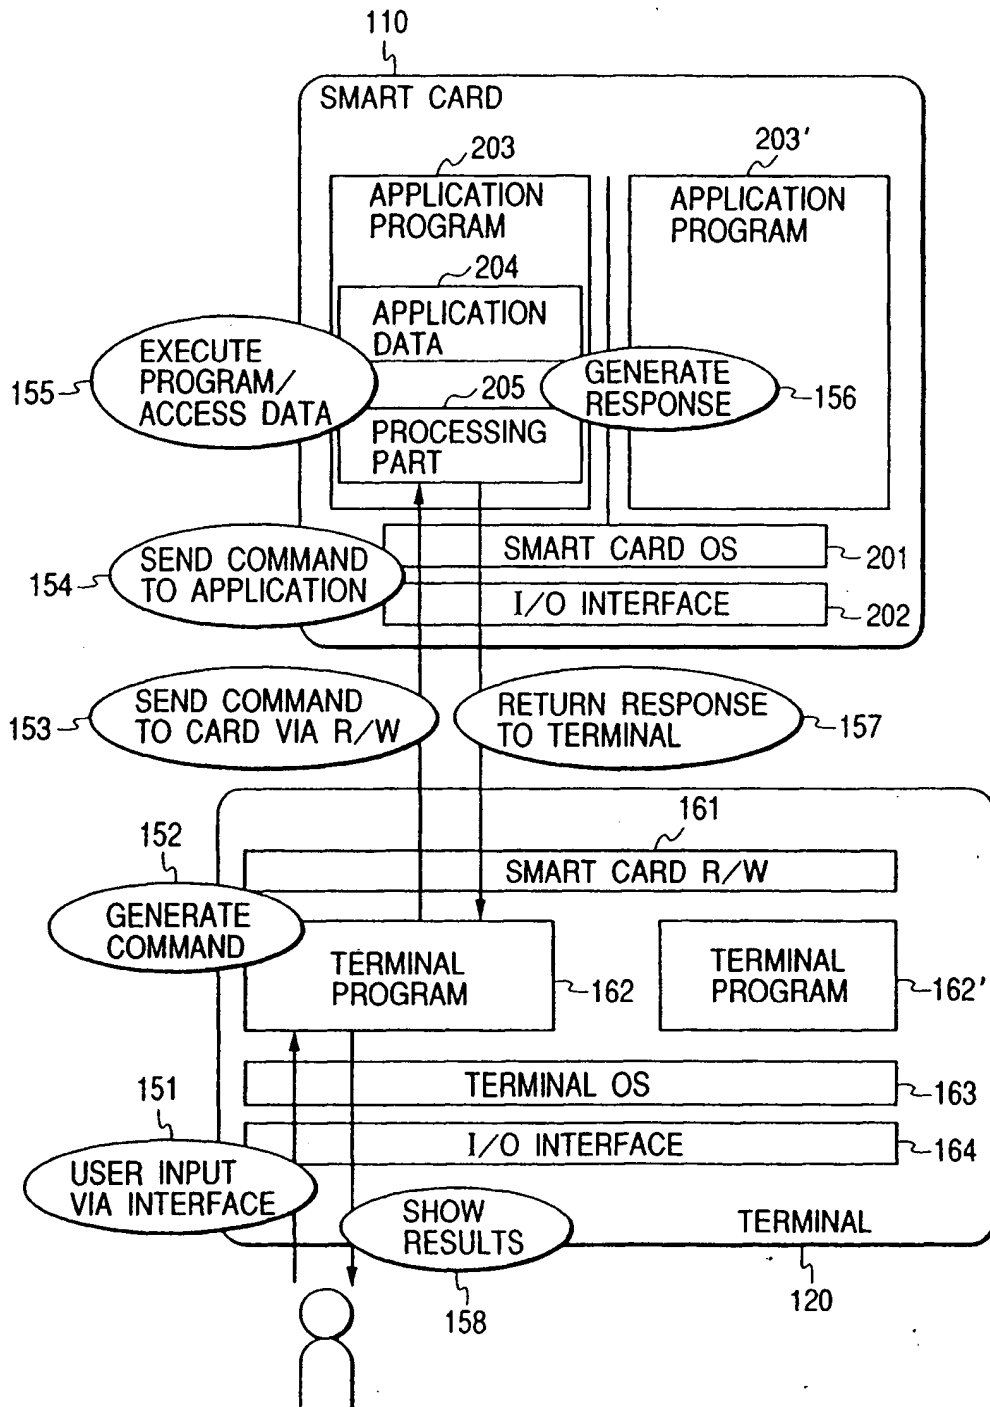 110
SMART CARD
203
203'
APPLICATION
PROGRAM
APPLICATION
PROGRAM
204
APPLICATION
DATA
EXECUTE
PROGRAM/
ACCESS DATA
155
GENERATE
RESPONSE
156
205
PROCESSING
PART
SMART CARD OS
201
SEND COMMAND
TO APPLICATION
154
I/O INTERFACE
202
SEND COMMAND
TO CARD VIA R/W
153
RETURN RESPONSE
TO TERMINAL
157
161
152
SMART CARD R/W
GENERATE
COMMAND
TERMINAL
PROGRAM
162
TERMINAL
PROGRAM
162'
TERMINAL OS
163
151
I/O INTERFACE
164
USER INPUT
VIA INTERFACE
SHOW
RESULTS
158
TERMINAL
120